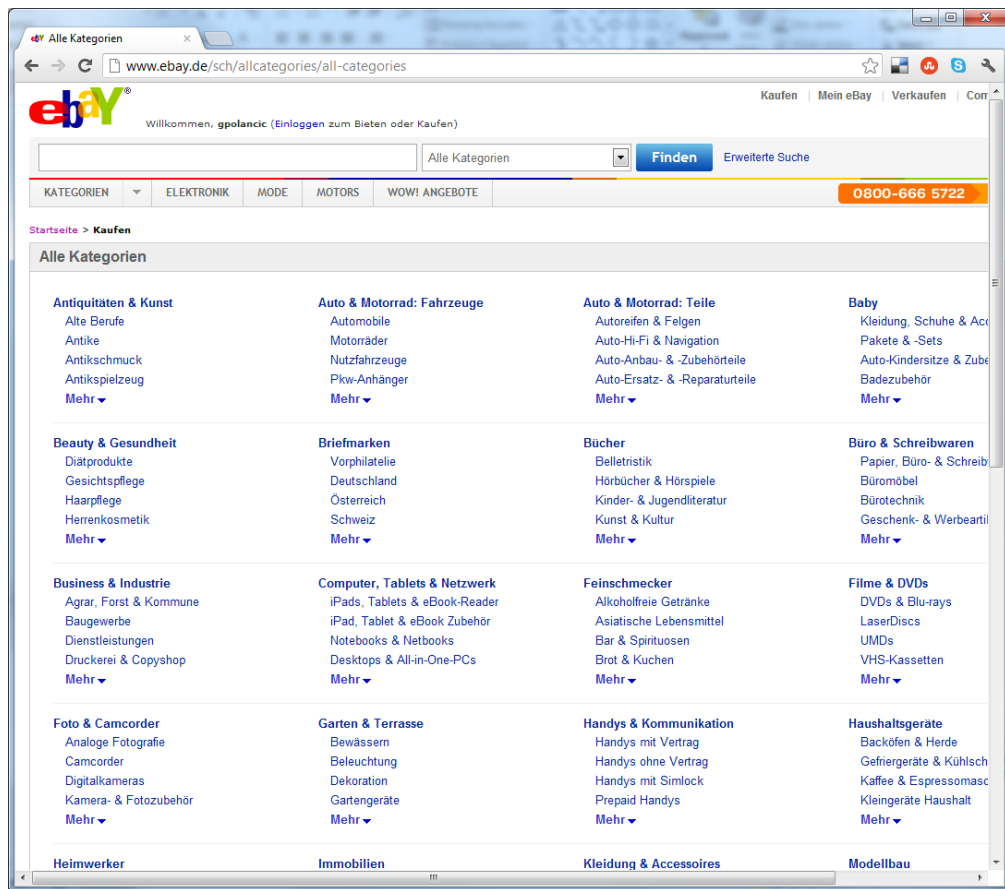 Alle Kategorien
www.ebay.de/sch/allcategories/all-categories
ebaY®
Kaufen | Mein eBay | Verkaufen |
Willkommen, gpolancic (Einloggen zum Bieten oder Kaufen)
Alle Kategorien Finden Erweiterte Suche
KATEGORIEN ELEKTRONIK MODE MOTORS WOW! ANGEBOTE 0800-666 5722
Startseite > Kaufen
Alle Kategorien
Antiquitäten & Kunst Auto & Motorrad: Fahrzeuge Auto & Motorrad: Teile Baby
Alte Berufe Automobile Autoreifen & Felgen Kleidung, Schuhe &
Antike Motorräder Auto-Hi-Fi & Navigation Pakete & -Sets
Antikschmuck Nutzfahrzeuge Auto-Anbau- & -Zubehörteile Auto-Kindersitze &
Antikspielzeug Pkw-Anhänger Auto-Ersatz- & -Reparaturteile Badezubehör
Mehr Mehr Mehr Mehr
Beauty & Gesundheit Briefmarken Bücher Büro & Schreibwaren
Diätprodukte Vorphilatelie Belletristik Papier, Büro- &
Gesichtspflege Deutschland Hörbücher & Hörspiele Büromöbel
Haarpflege Österreich Kinder- & Jugendliteratur Bürotechnik
Herrenkosmetik Schweiz Kunst & Kultur Geschenk- &
Mehr Mehr Mehr Mehr
Business & Industrie Computer, Tablets & Netzwerk Feinschmecker Filme & DVDs
Agrar, Forst & Kommune iPads, Tablets & eBook-Reader Alkoholfreie Getränke DVDs & Blu-rays
Baugewerbe iPad, Tablet & eBook Zubehör Asiatische Lebensmittel LaserDiscs
Dienstleistungen Notebooks & Netbooks Bar & Spirituosen UMDs
Druckerei & Copyshop Desktops & All-in-One-PCs Brot & Kuchen VHS-Kassetten
Mehr Mehr Mehr Mehr
Foto & Camcorder Garten & Terrasse Handys & Kommunikation Haushaltsgeräte
Analoge Fotografie Bewässern Handys mit Vertrag Backöfen & Herde
Camcorder Beleuchtung Handys ohne Vertrag Gefriergeräte &
Digitalkameras Dekoration Handys mit Simlock Kaffee &
Kamera- & Fotozubehör Gartengeräte Prepaid Handys Kleingeräte Haushalt
Mehr Mehr Mehr Mehr
Heimwerker Immobilien Kleidung & Accessoires Modellbau